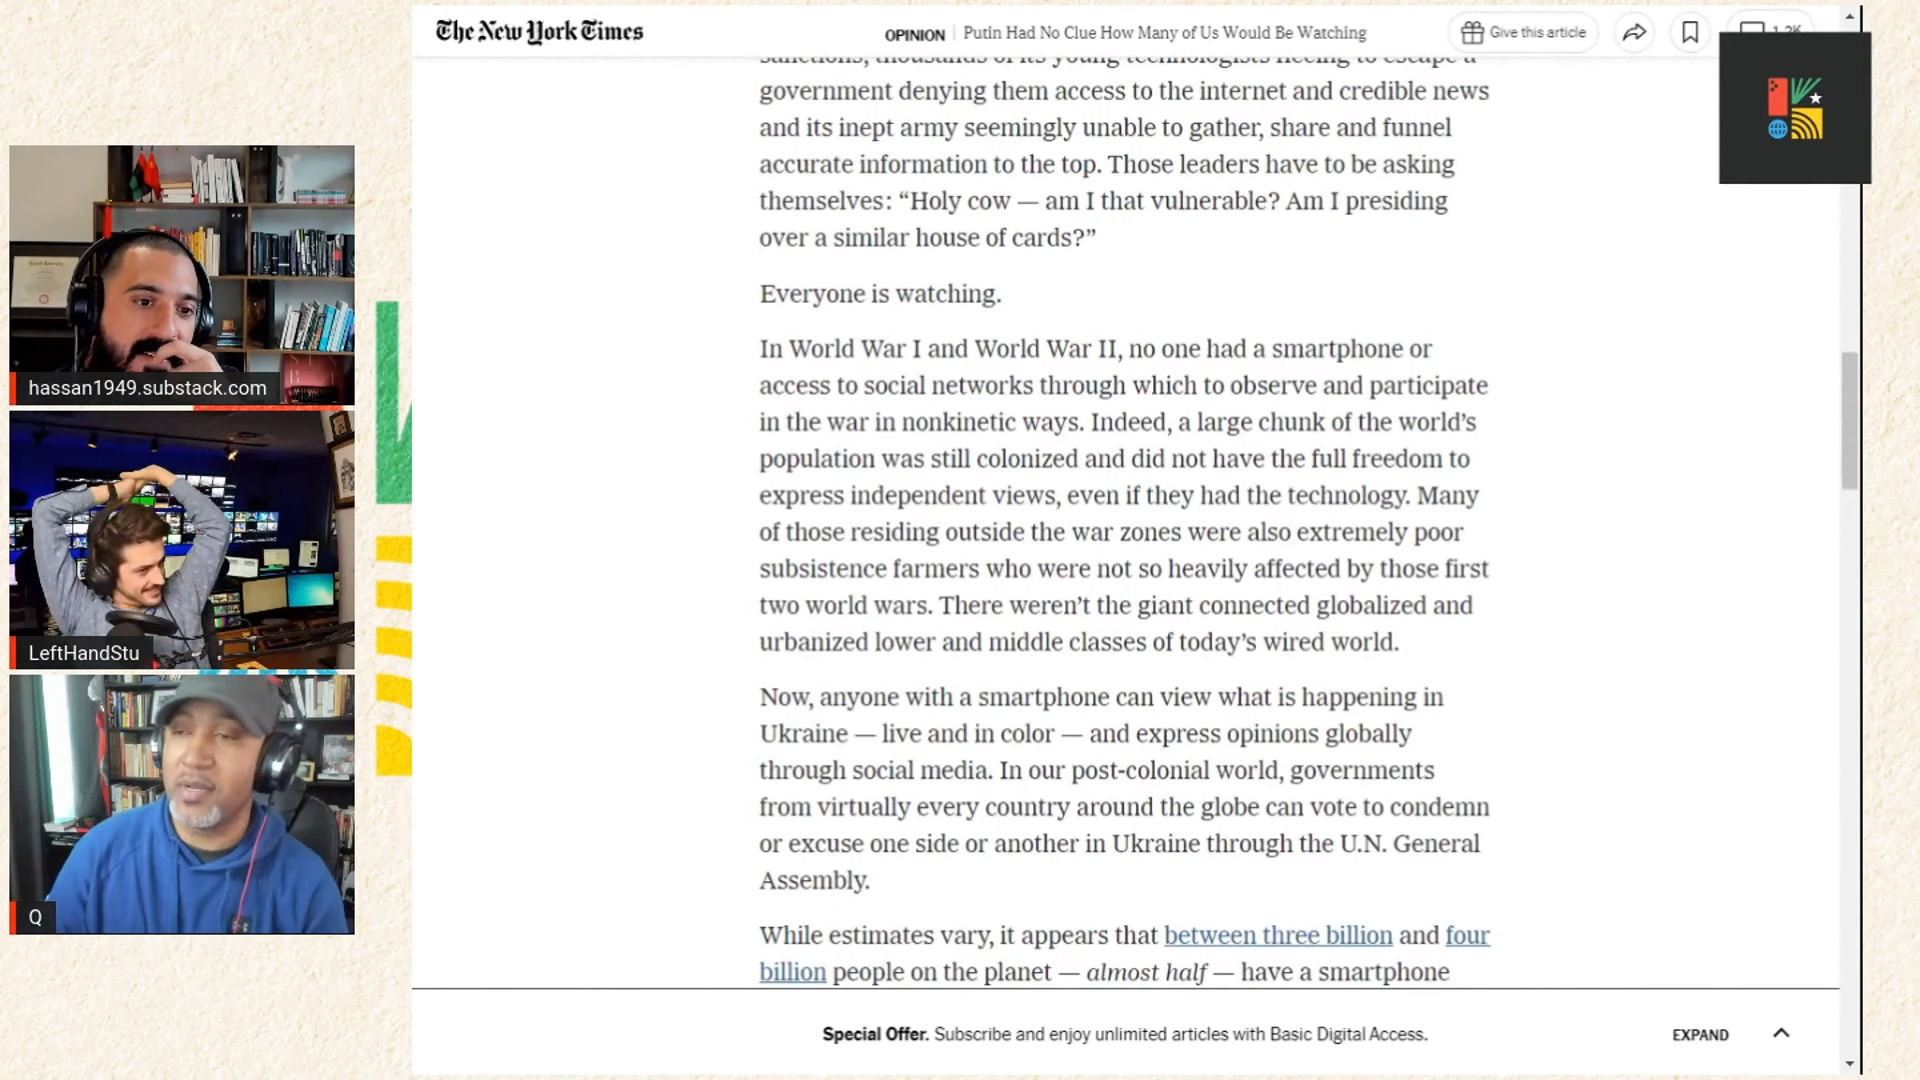 The New York Times
OPINION
Putin Had No Clue How Many of Us Would Be Watching
Give this article
1.2K
sanctions, thousands of its young technologists fleeing to escape a
government denying them access to the internet and credible news
and its inept army seemingly unable to gather, share and funnel
accurate information to the top. Those leaders have to be asking
themselves: “Holy cow — am I that vulnerable? Am I presiding
over a similar house of cards?”
Everyone is watching.
In World War I and World War II, no one had a smartphone or
access to social networks through which to observe and participate
in the war in nonkinetic ways. Indeed, a large chunk of the world’s
population was still colonized and did not have the full freedom to
express independent views, even if they had the technology. Many
of those residing outside the war zones were also extremely poor
subsistence farmers who were not so heavily affected by those first
two world wars. There weren’t the giant connected globalized and
urbanized lower and middle classes of today’s wired world.
Now, anyone with a smartphone can view what is happening in
Ukraine — live and in color — and express opinions globally
through social media. In our post-colonial world, governments
from virtually every country around the globe can vote to condemn
or excuse one side or another in Ukraine through the U.N. General
Assembly.
While estimates vary, it appears that between three billion and four
billion people on the planet — almost half — have a smartphone
Special Offer. Subscribe and enjoy unlimited articles with Basic Digital Access.
EXPAND
hassan1949.substack.com
LeftHandStu
Q